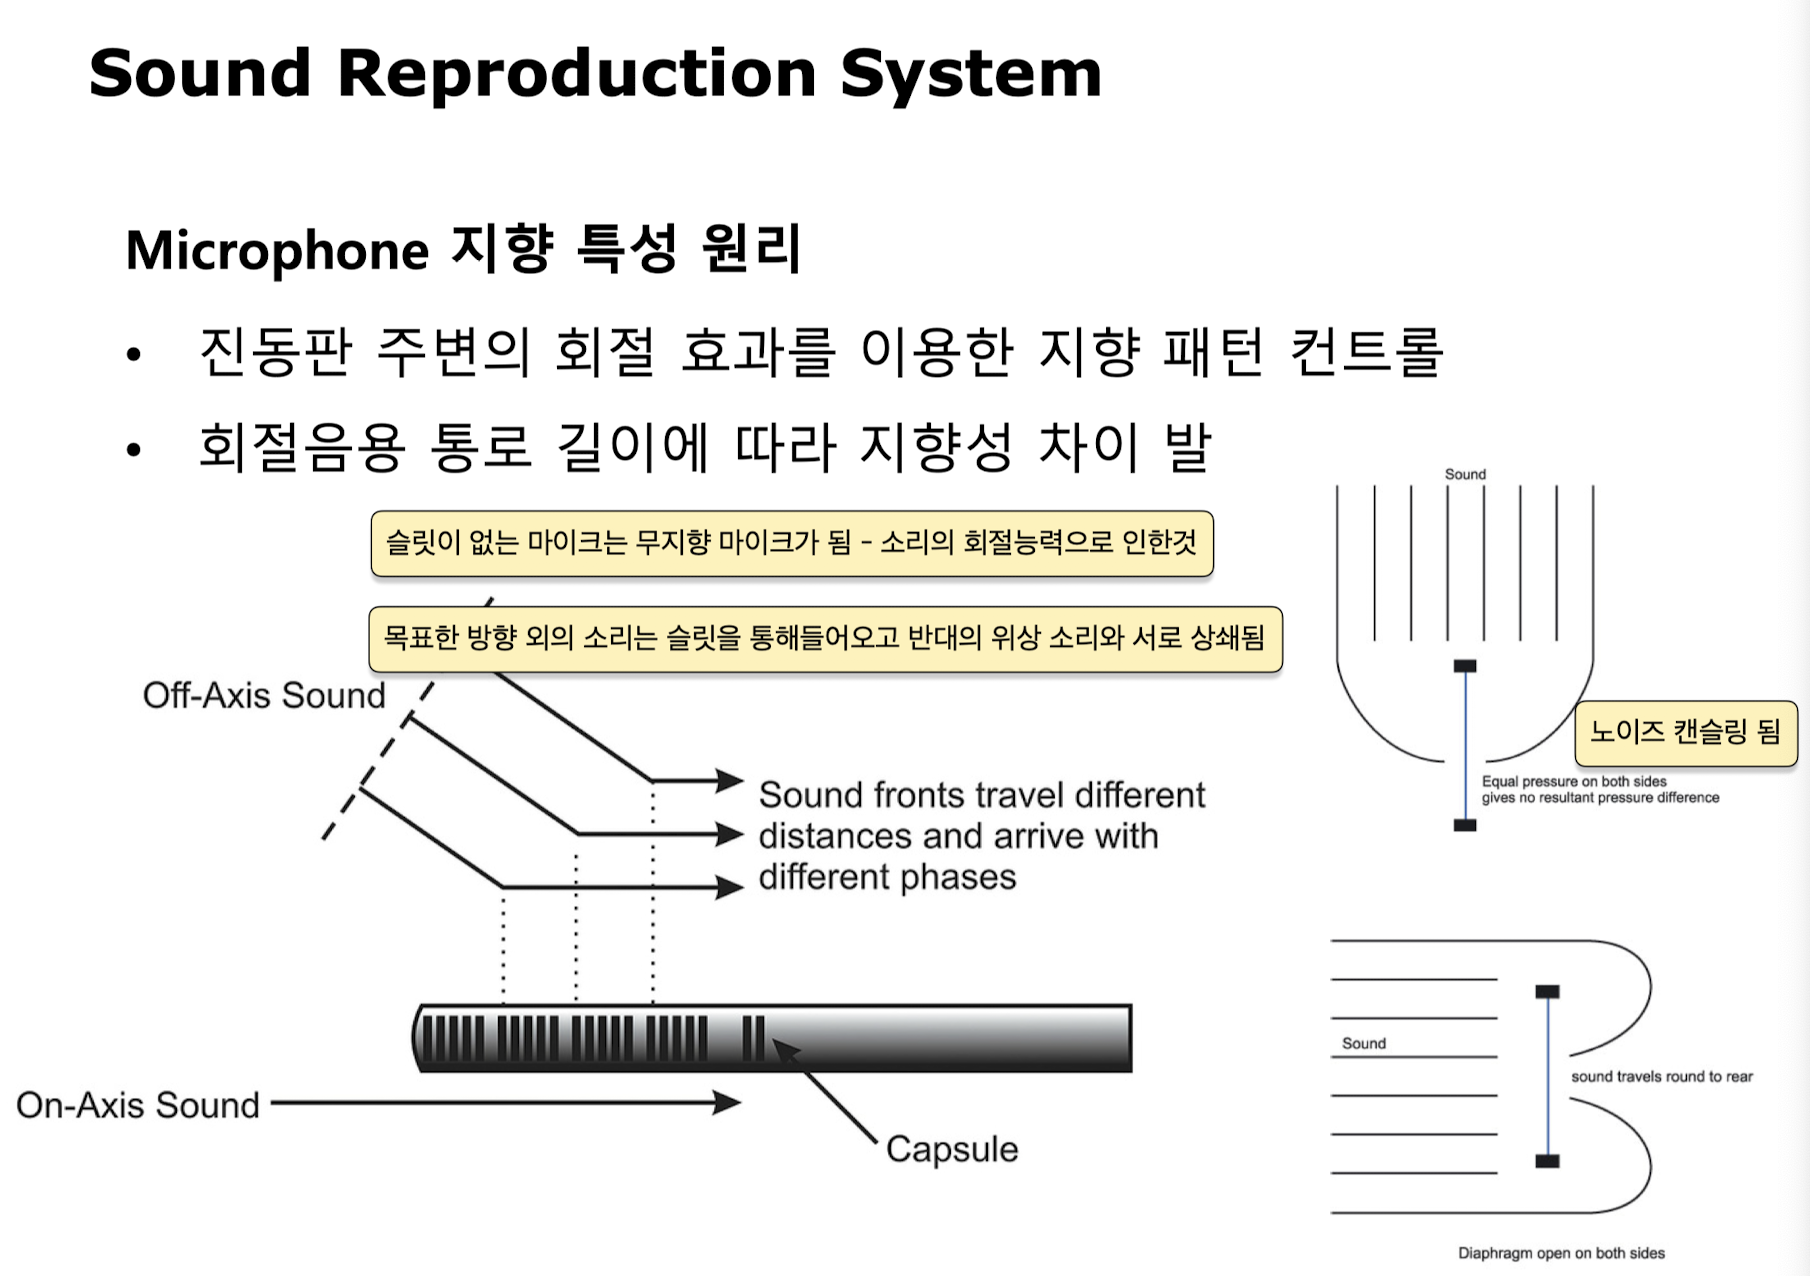 Sound Reproduction System
Microphone 지향 특성 원리
• 진동판 주변의 회절 효과를 이용한 지향 패턴 컨트롤
• 회절음용 통로 길이에 따라 지향성 차이 발
슬릿이 없는 마이크는 무지향 마이크가 됨 - 소리의 회절능력으로 인한것
목표한 방향 외의 소리는 슬릿을 통해들어오고 반대의 위상 소리와 서로 상쇄됨
Off-Axis Sound
Sound fronts travel different
distances and arrive with
different phases
On-Axis Sound
Capsule
Sound
노이즈 캔슬링 됨
Equal pressure on both sides
gives no resultant pressure difference
Sound
sound travels round to rear
Diaphragm open on both sides